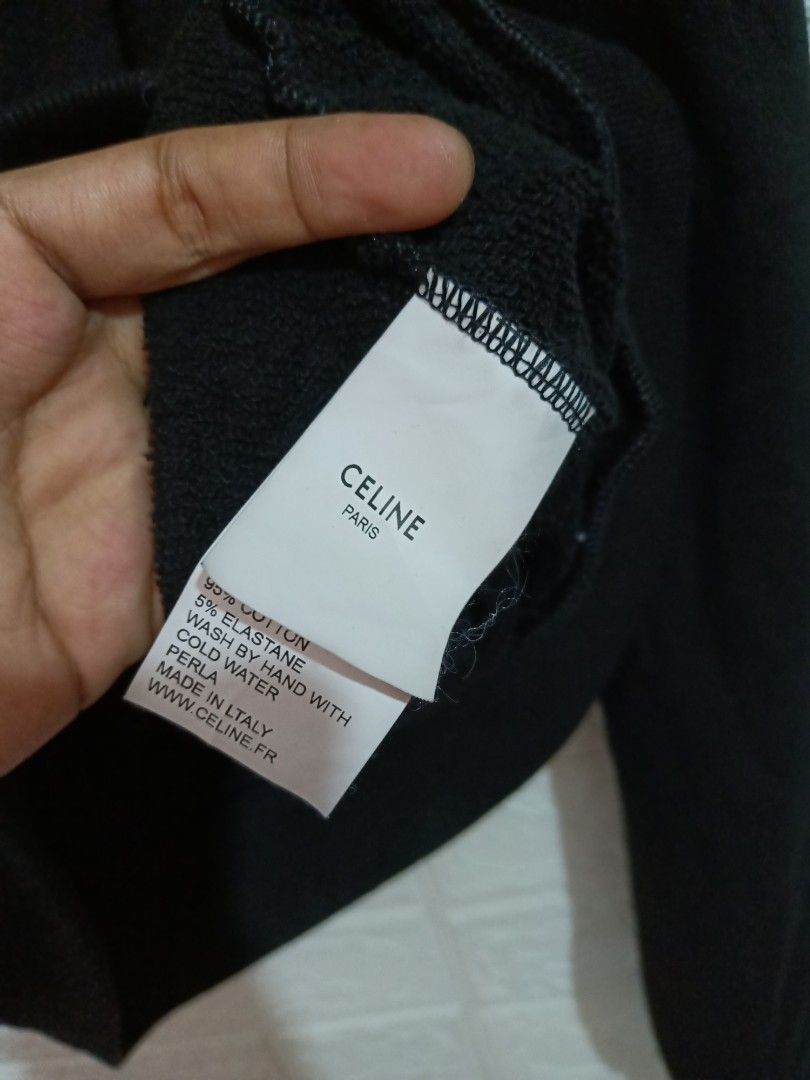 CELINE
PARIS
95% COTTON
5% ELASTANE
WASH BY HAND WITH
COLD WATER
PERLA
MADE IN LTALY
WWW.CELINE.FR